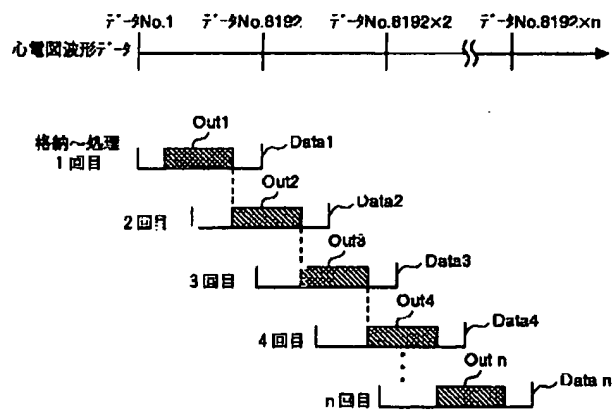 データNo.1 データNo.8192 データNo.8192×2 データNo.8192×n
心電図波形データ
Out1
Data1
格納~処理
1回目
Out2
Data2
2回目
Out3
Data3
3回目
Out4
Data4
4回目
Out n
Data n
n回目